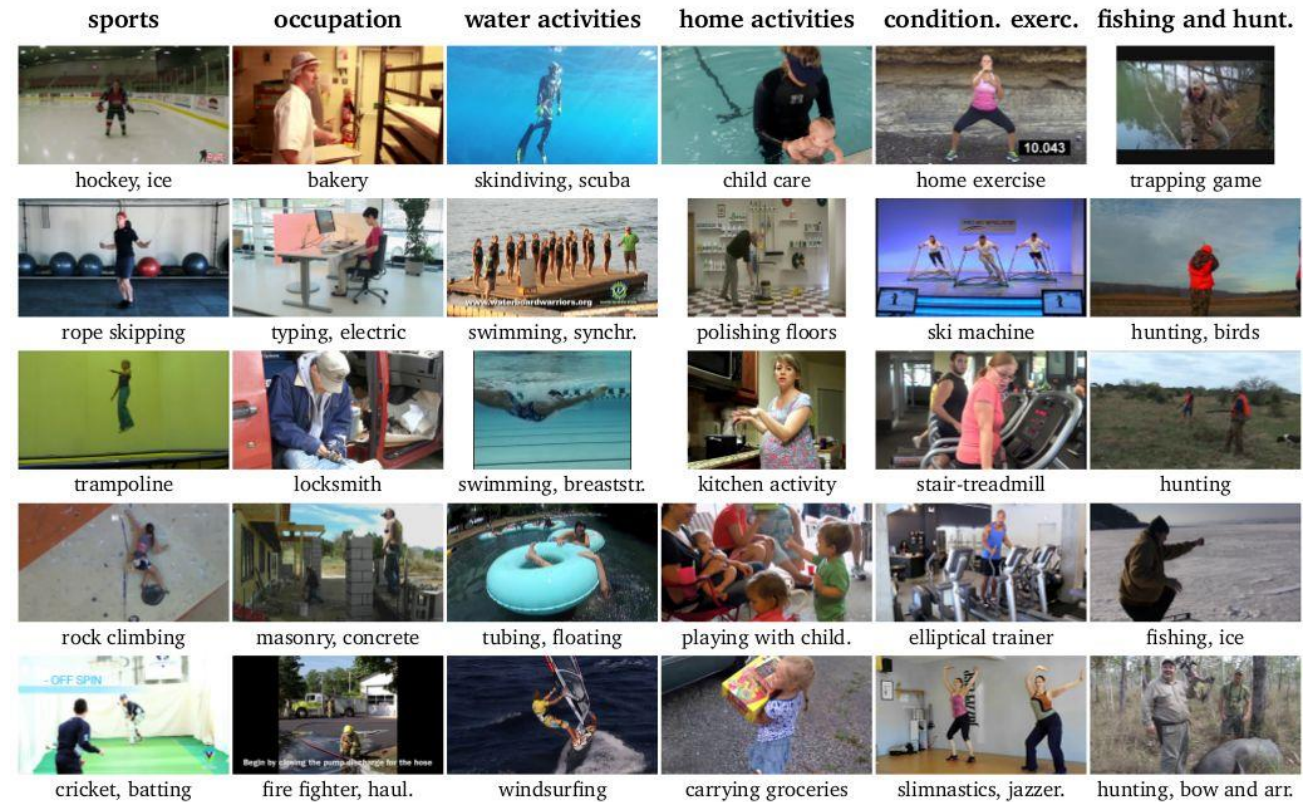 sports
occupation
water activities
home activities
condition. exerc.
fishing and hunt.
10.043
hockey, ice
bakery
skindiving, scuba
child care
home exercise
trapping game
www.waterboardwarriors.org
rope skipping
typing, electric
swimming, synchr.
polishing floors
ski machine
hunting, birds
trampoline
locksmith
swimming, breaststr.
kitchen activity
stair-treadmill
hunting
rock climbing
masonry, concrete
tubing, floating
playing with child.
elliptical trainer
fishing, ice
- OFF SPIN
Begin by closing the pump discharge for the hose
cricket, batting
fire fighter, haul.
windsurfing
carrying groceries
slimnastics, jazzer.
hunting, bow and arr.